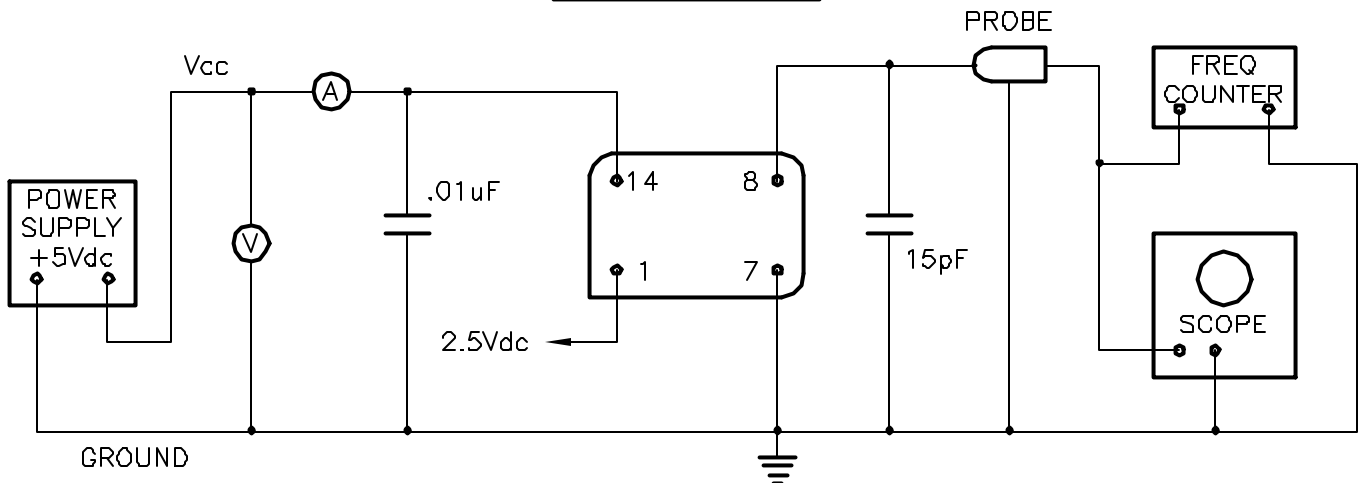 PROBE
Vcc
A
FREQ
COUNTER
14
8
POWER
SUPPLY
+5Vdc
.01uF
V
1
7
15pF
2.5Vdc
SCOPE
GROUND